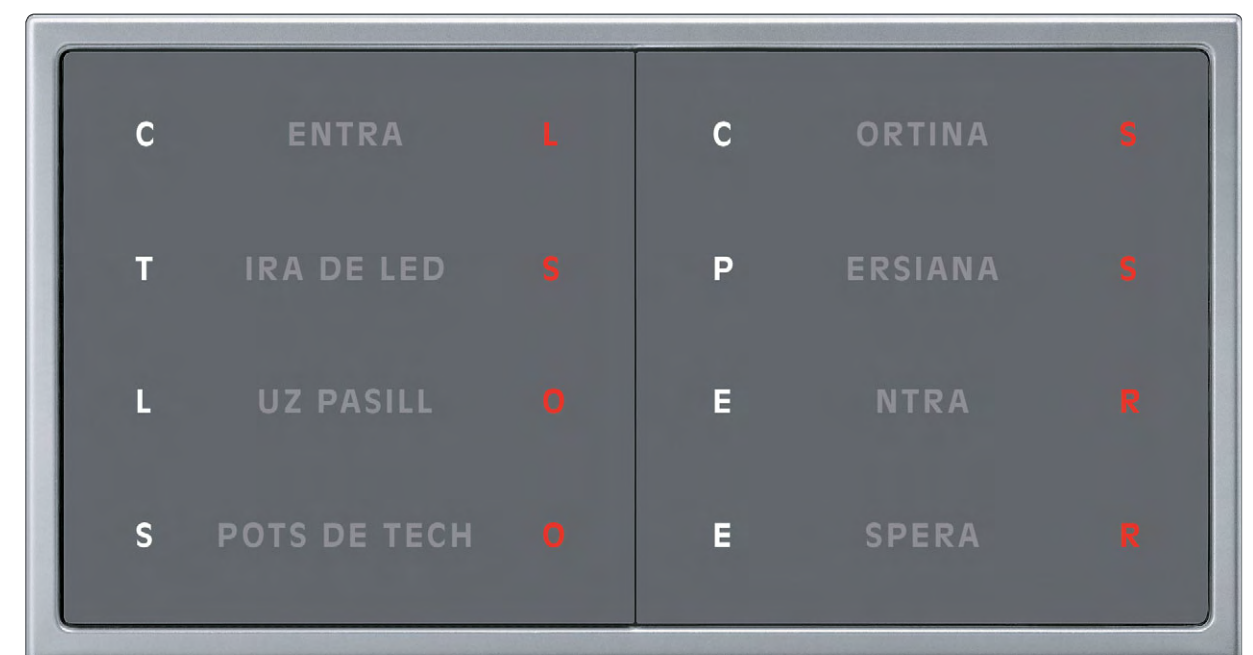 C ENTRA L
T IRA DE LED S
L UZ PASILL O
S POTS DE TECH O
C ORTINA S
P ERSIANA S
E NTRA R
E SPERA R